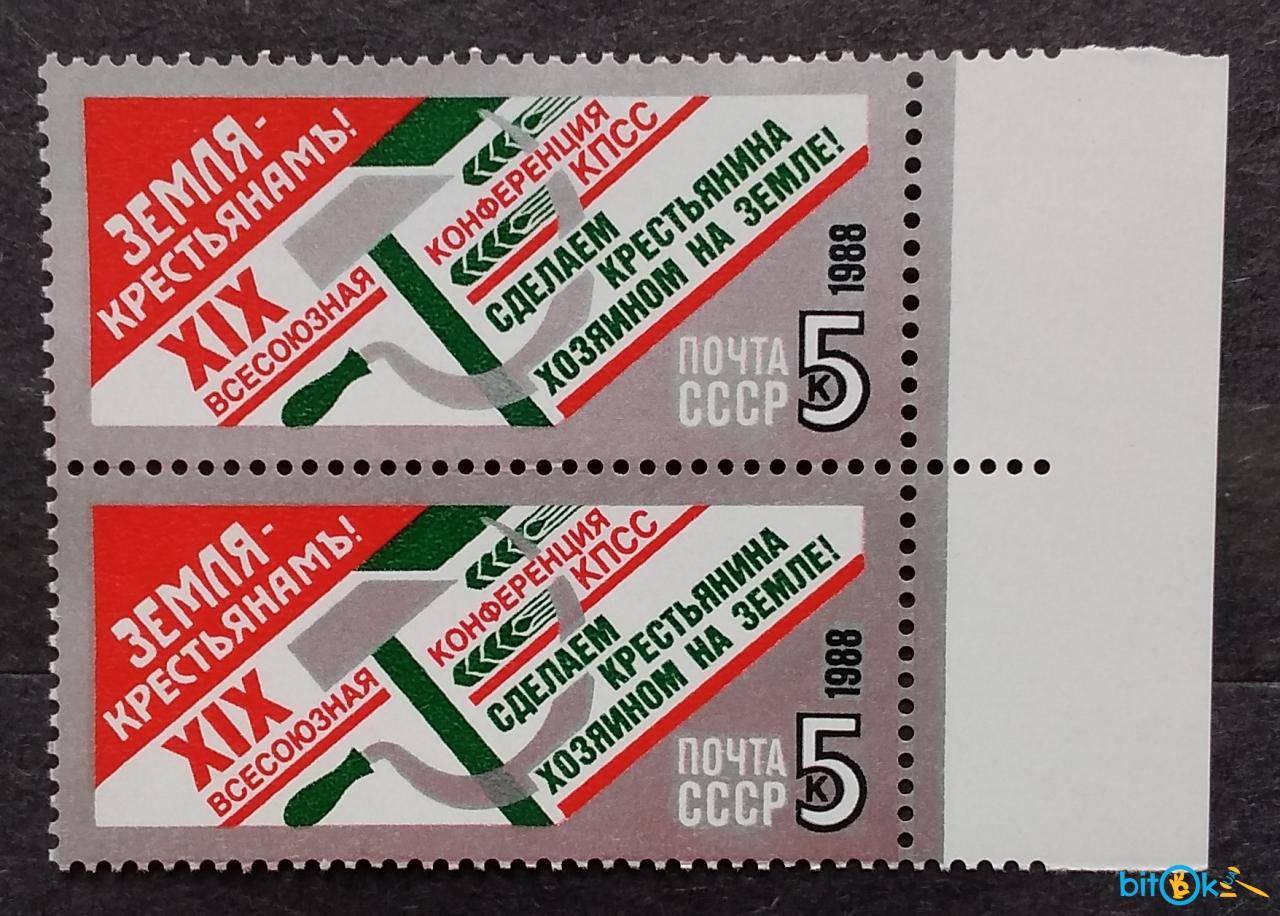 ЗЕМЛЯ-
КРЕСТЬЯНАМЪ!
XIX
ВСЕСОЮЗНАЯ
КОНФЕРЕНЦИЯ
КПСС
СДЕЛАЕМ
КРЕСТЬЯНИНА
ХОЗЯИНОМ НА ЗЕМЛЕ!
ПОЧТА
СССР
5
К
1988
ЗЕМЛЯ-
КРЕСТЬЯНАМЪ!
XIX
ВСЕСОЮЗНАЯ
КОНФЕРЕНЦИЯ
КПСС
СДЕЛАЕМ
КРЕСТЬЯНИНА
ХОЗЯИНОМ НА ЗЕМЛЕ!
ПОЧТА
СССР
5
К
1988
bitOk